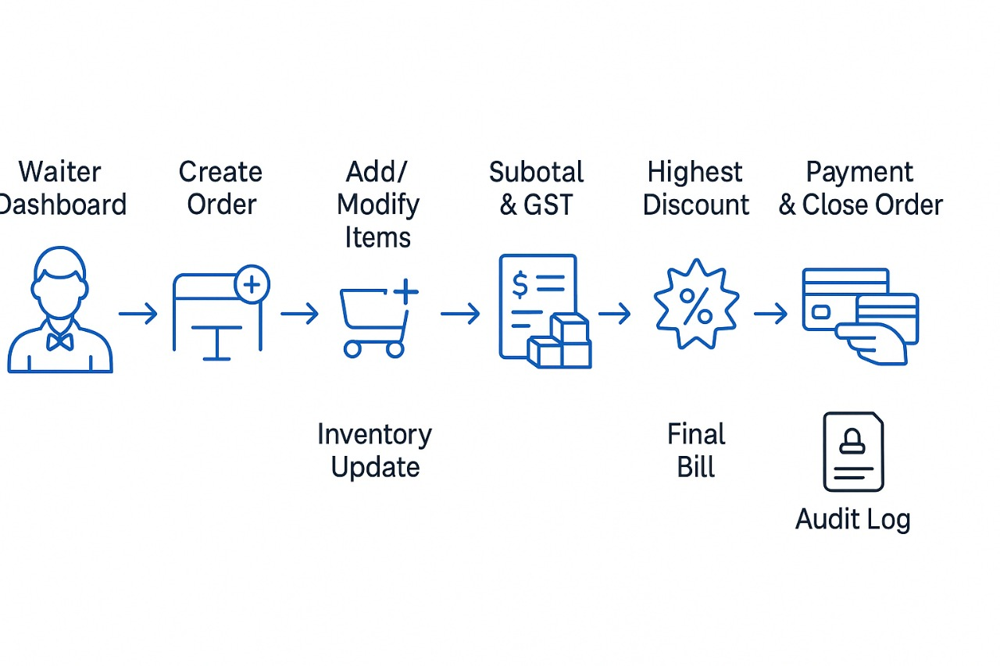 Waiter
Dashboard
Create
Order
Add/
Modify
Items
Subotal
& GST
$
Highest
Discount
%
Payment
& Close Order
Inventory
Update
Final
Bill
Audit Log